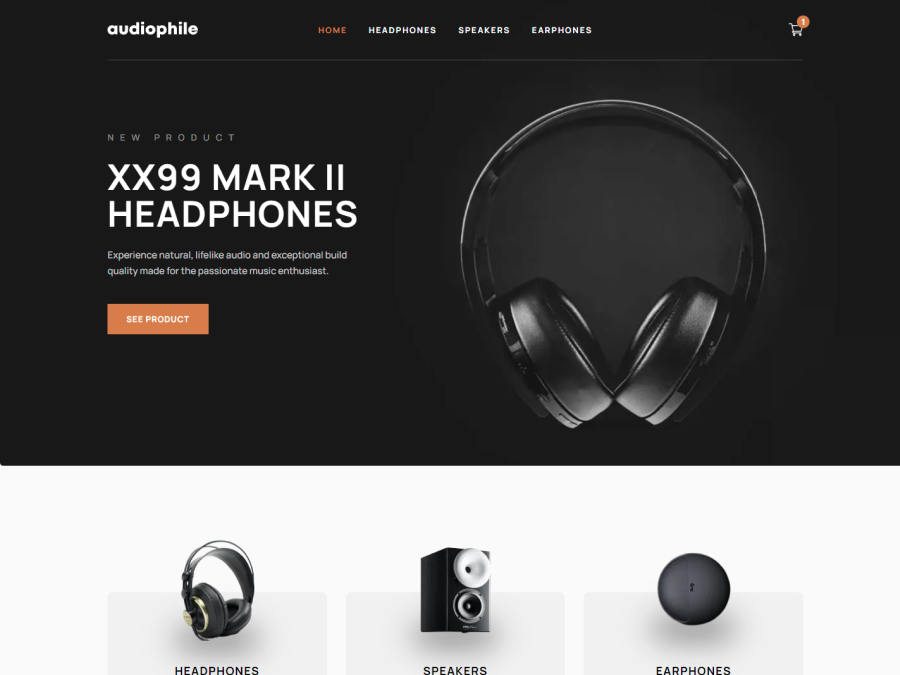 audiophile
HOME HEADPHONES SPEAKERS EARPHONES
1
NEW PRODUCT
XX99 MARK II
HEADPHONES
Experience natural, lifelike audio and exceptional build
quality made for the passionate music enthusiast.
SEE PRODUCT
HEADPHONES SPEAKERS EARPHONES